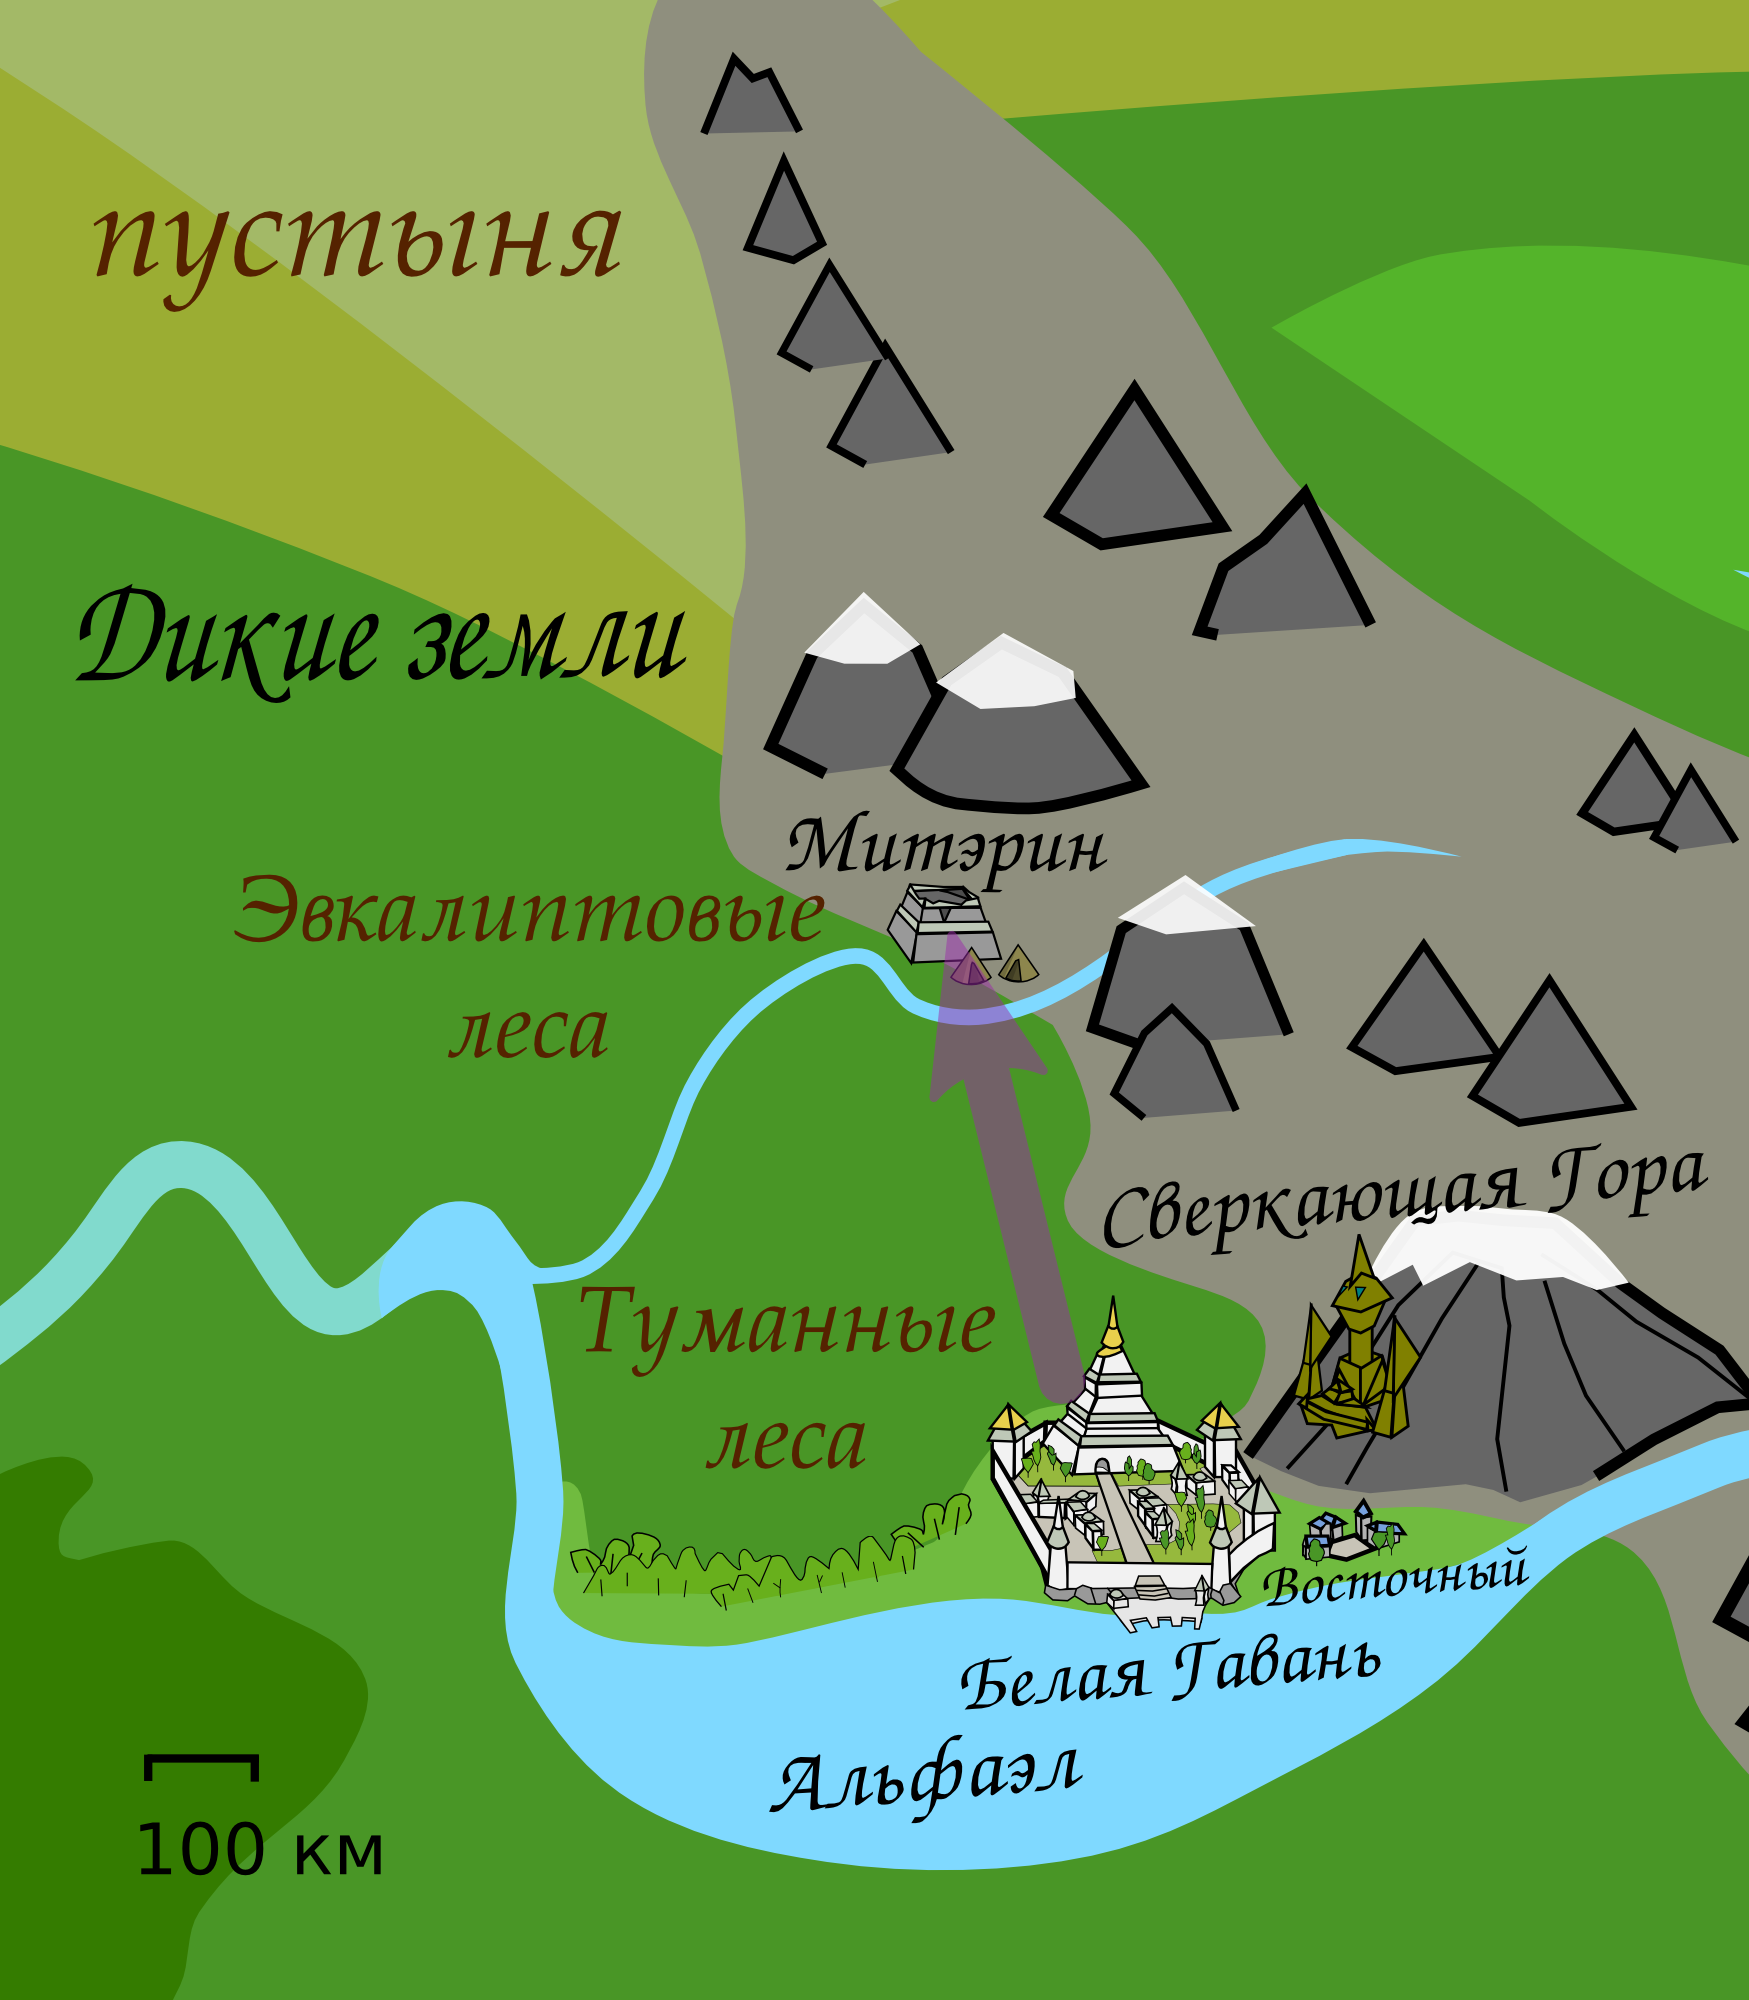 пустыня
Дикие земли
Митэрин
Эвкалиптовые
леса
Сверкающая Гора
Туманные
леса
Восточный
Белая Гавань
Альфаэл
100 км